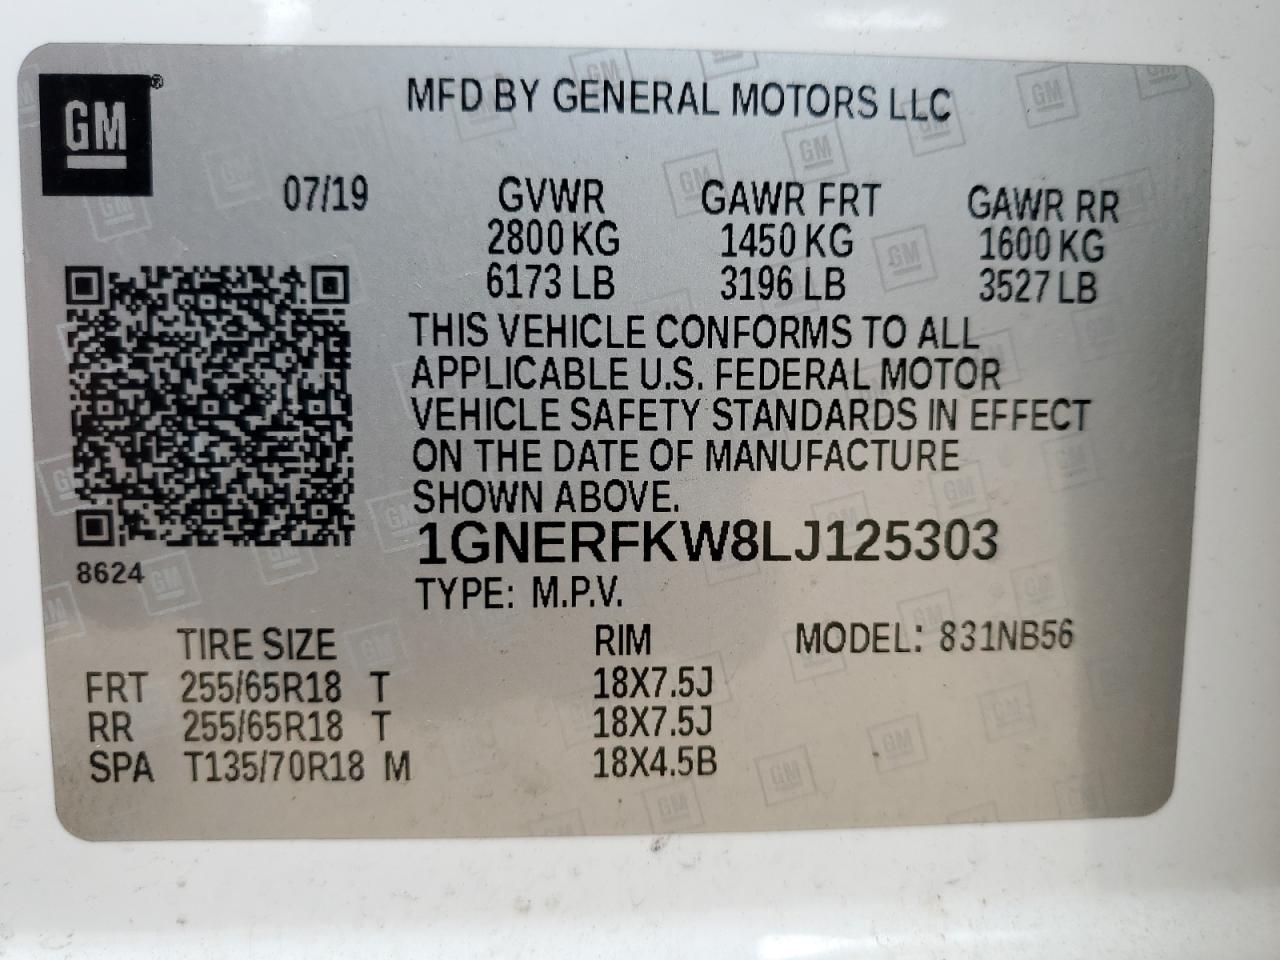 GM®
MFD BY GENERAL MOTORS LLC
07/19 GVWR GAWR FRT GAWR RR
2800 KG 1450 KG 1600 KG
6173 LB 3196 LB 3527 LB
THIS VEHICLE CONFORMS TO ALL
APPLICABLE U.S. FEDERAL MOTOR
VEHICLE SAFETY STANDARDS IN EFFECT
ON THE DATE OF MANUFACTURE
SHOWN ABOVE.
1GNERFKW8LJ125303
8624
TYPE: M.P.V.
TIRE SIZE RIM MODEL: 831NB56
FRT 255/65R18 T 18X7.5J
RR 255/65R18 T 18X7.5J
SPA T135/70R18 M 18X4.5B